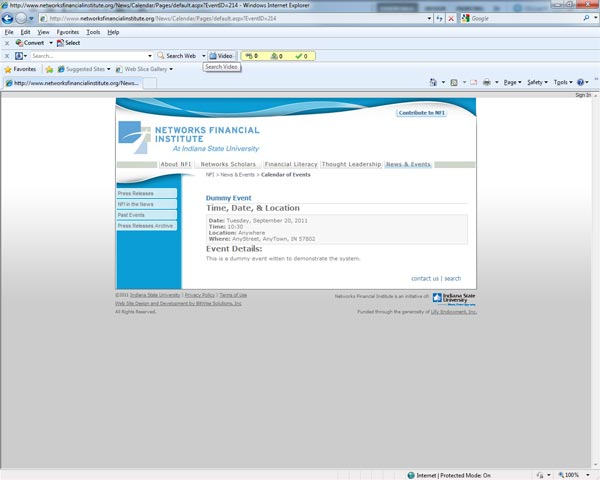 http://www.networksfinancialinstitute.org/News/Calendar/Pages/default.aspx?EventID=214 - Windows Internet Explorer
http://www.networksfinancialinstitute.org/News/Calendar/Pages/default.aspx?EventID=214
Google
File Edit View Favorites Tools Help
x Convert Select
x Search... Search Web Video 0 0 0
Search Video
Favorites Suggested Sites Web Slice Gallery
http://www.networksfinancialinstitute.org/News... Page Safety Tools
Sign In
Contribute to NFI
NETWORKS FINANCIAL
INSTITUTE
At Indiana State University
About NFI Networks Scholars Financial Literacy Thought Leadership News & Events
NFI > News & Events > Calendar of Events
Press Releases
NFI in the News
Past Events
Press Releases Archive
Dummy Event
Time, Date, & Location
Date: Tuesday, September 20, 2011
Time: 10:30
Location: Anywhere
Where: AnyStreet, AnyTown, IN 57802
Event Details:
This is a dummy event witten to demonstrate the system.
contact us | search
©2011 Indiana State University | Privacy Policy | Terms of Use
Web Site Design and Development by BitWise Solutions, Inc
All Rights Reserved.
Networks Financial Institute is an initiative of: Indiana State
University
Funded through the generosity of Lilly Endowment, Inc.
Internet | Protected Mode: On 100%